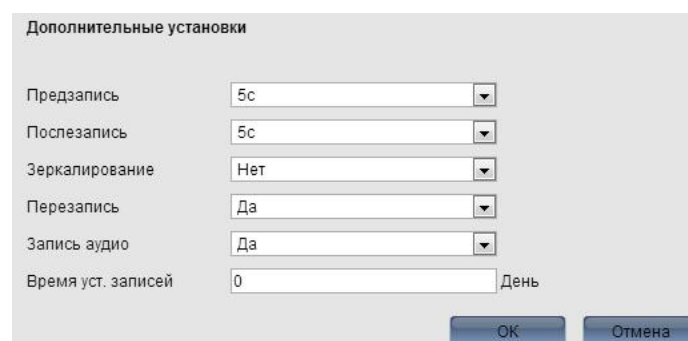 Дополнительные установки
Предзапись 5с
Послезапись 5с
Зеркалирование Нет
Перезапись Да
Запись аудио Да
Время уст. записей 0 День
OK Отмена